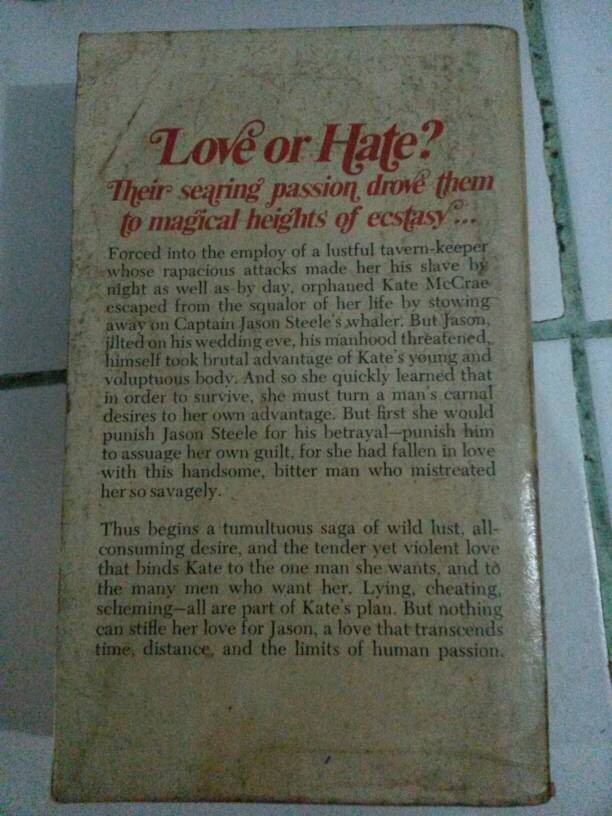 Love or Hate?
Their searing passion drove them
to magical heights of ecstasy...
Forced into the employ of a lustful tavern-keeper
whose rapacious attacks made her his slave by
night as well as by day, orphaned Kate McCrae
escaped from the squalor of her life by stowing
away on Captain Jason Steele's whaler. But Jason,
jilted on his wedding eve, his manhood threatened,
himself took brutal advantage of Kate's young and
voluptuous body. And so she quickly learned that
in order to survive, she must turn a man's carnal
desires to her own advantage. But first she would
punish Jason Steele for his betrayal—punish him
to assuage her own guilt, for she had fallen in love
with this handsome, bitter man who mistreated
her so savagely.
Thus begins a tumultuous saga of wild lust, all-
consuming desire, and the tender yet violent love
that binds Kate to the one man she wants, and to
the many men who want her. Lying, cheating,
scheming—all are part of Kate's plan. But nothing
can stifle her love for Jason, a love that transcends
time, distance, and the limits of human passion.